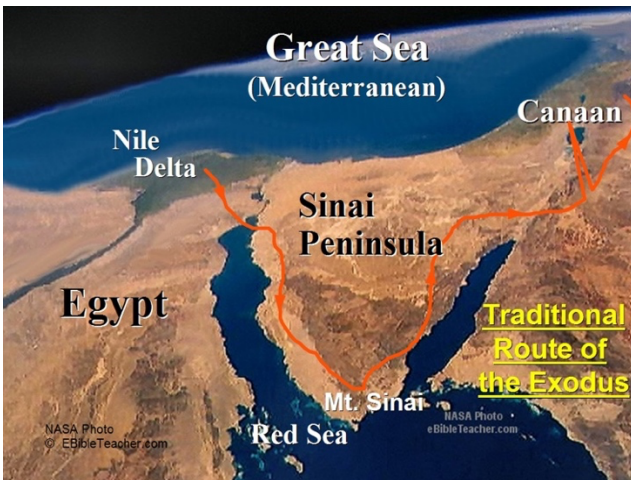 Great Sea
(Mediterranean)
Canaan
Nile
Delta
Sinai
Peninsula
Egypt
Traditional
Route of
the Exodus
Mt. Sinai
Red Sea
NASA Photo
© EBibleTeacher.com
NASA Photo
eBibleTeacher.com